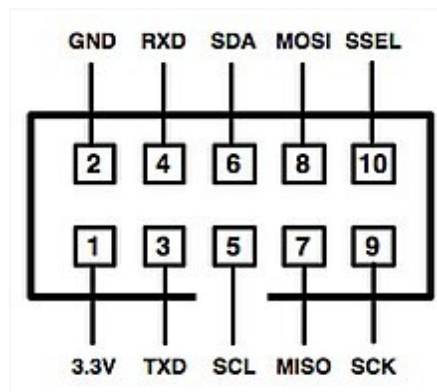 GND RXD SDA MOSI SSEL
2 4 6 8 10
1 3 5 7 9
3.3V TXD SCL MISO SCK